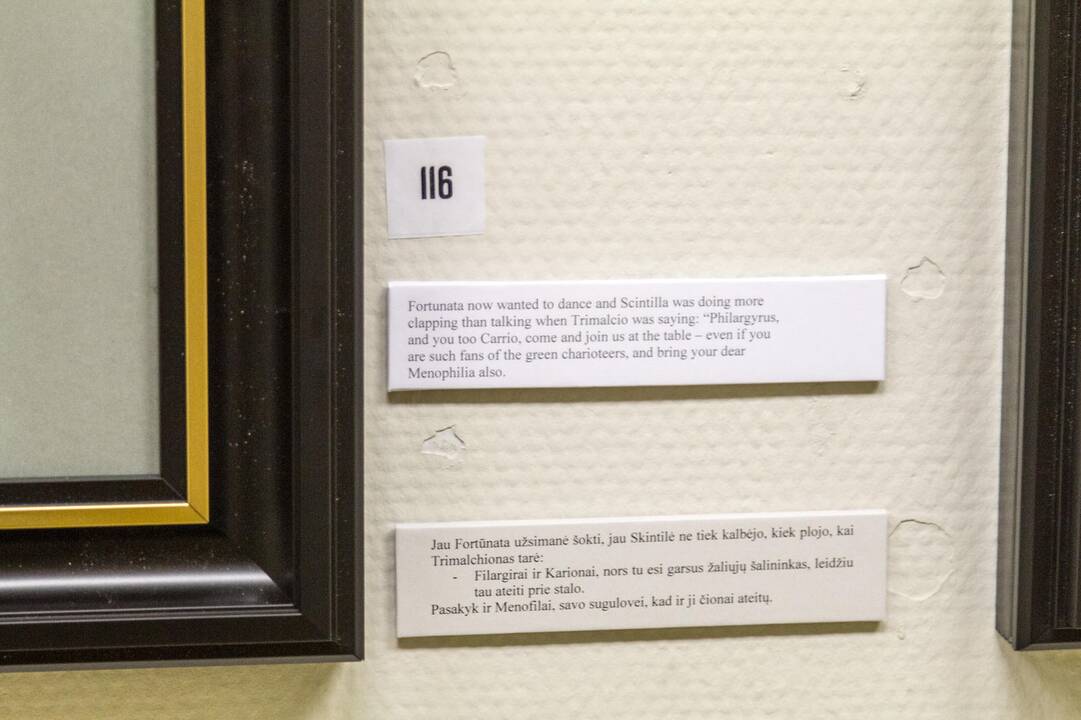 116
Fortunata now wanted to dance and Scintilla was doing more
clapping than talking when Trimalcio was saying: “Philargyrus,
and you too Carrio, come and join us at the table – even if you
are such fans of the green charioteers, and bring your dear
Menophilia also.
Jau Fortūnata užsimanė šokti, jau Skintilė ne tiek kalbėjo, kiek plojo, kai
Trimalchionas tarė:
- Filargirai ir Karionai, nors tu esi garsus žaliųjų šalininkas, leidžiu
tau ateiti prie stalo.
Pasakyk ir Menofilai, savo sugulovei, kad ir ji čionai ateitų.